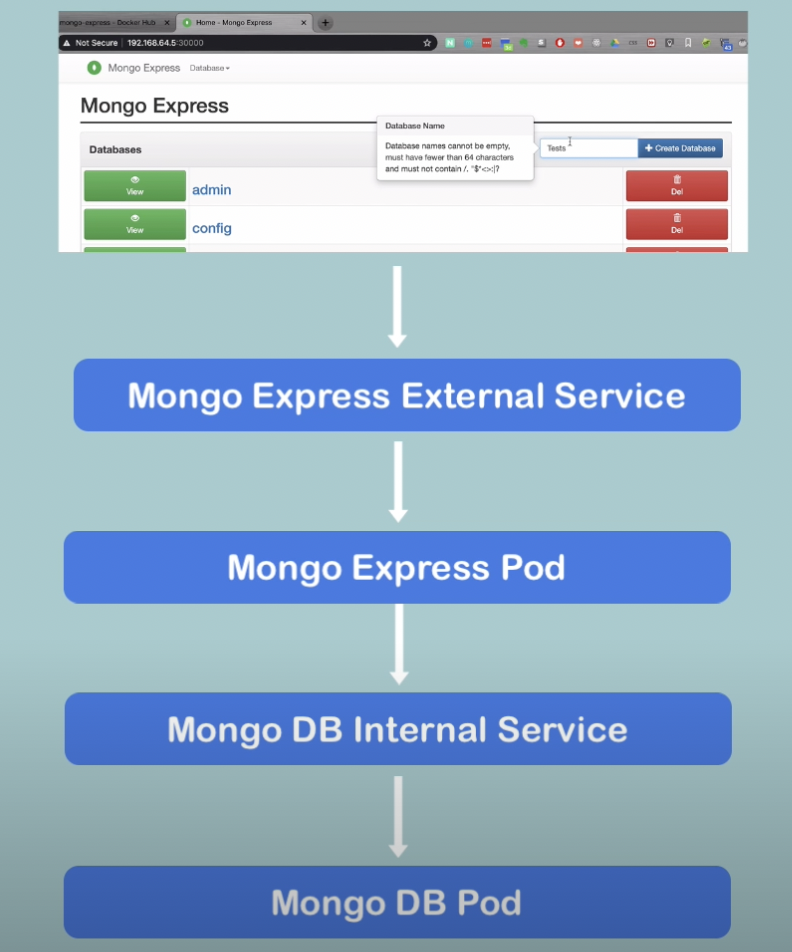 mongo-express - Docker Hub
Home - Mongo Express
Not Secure 192.168.64.5:30000
Mongo Express Database
Mongo Express
Databases
Database Name
Database names cannot be empty,
must have fewer than 64 characters
and must not contain /. "$*<>:|?
Tests
Create Database
View
admin
Del
View
config
Del
Mongo Express External Service
Mongo Express Pod
Mongo DB Internal Service
Mongo DB Pod